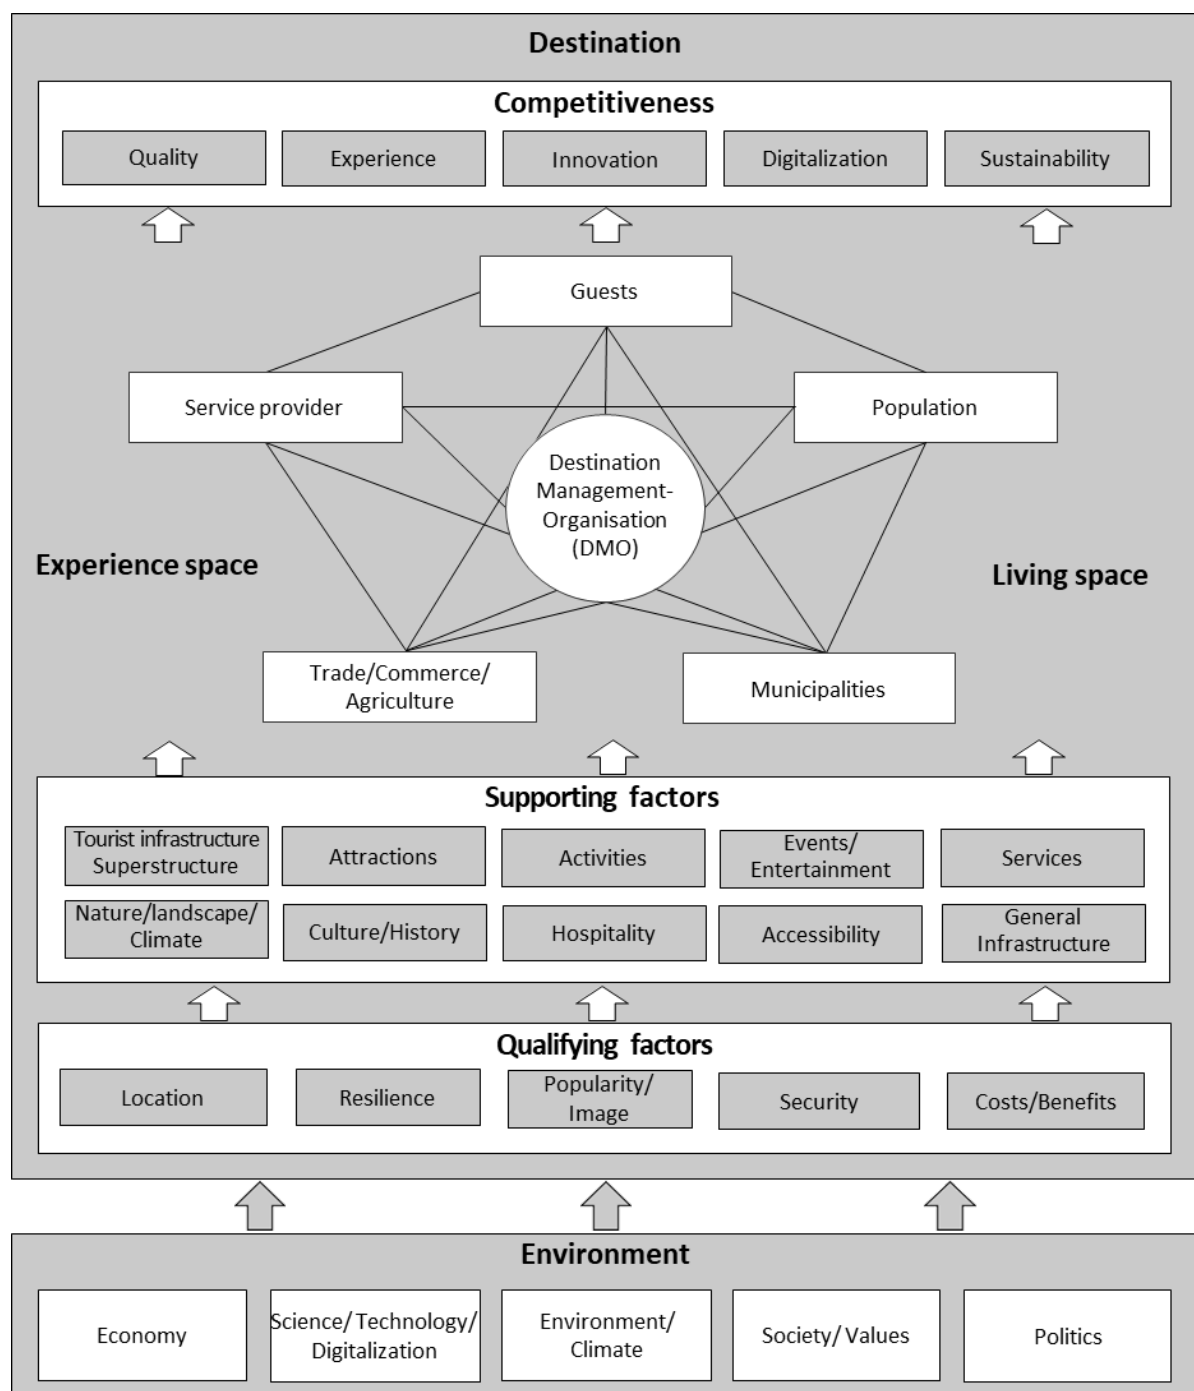 Destination
Competitiveness
Quality
Experience
Innovation
Digitalization
Sustainability
Guests
Service provider
Population
Destination
Management-
Organisation
(DMO)
Experience space
Living space
Trade/Commerce/
Agriculture
Municipalities
Supporting factors
Tourist infrastructure
Superstructure
Attractions
Activities
Events/
Entertainment
Services
Nature/landscape/
Climate
Culture/History
Hospitality
Accessibility
General
Infrastructure
Qualifying factors
Location
Resilience
Popularity/
Image
Security
Costs/Benefits
Environment
Economy
Science/ Technology/
Digitalization
Environment/
Climate
Society/ Values
Politics